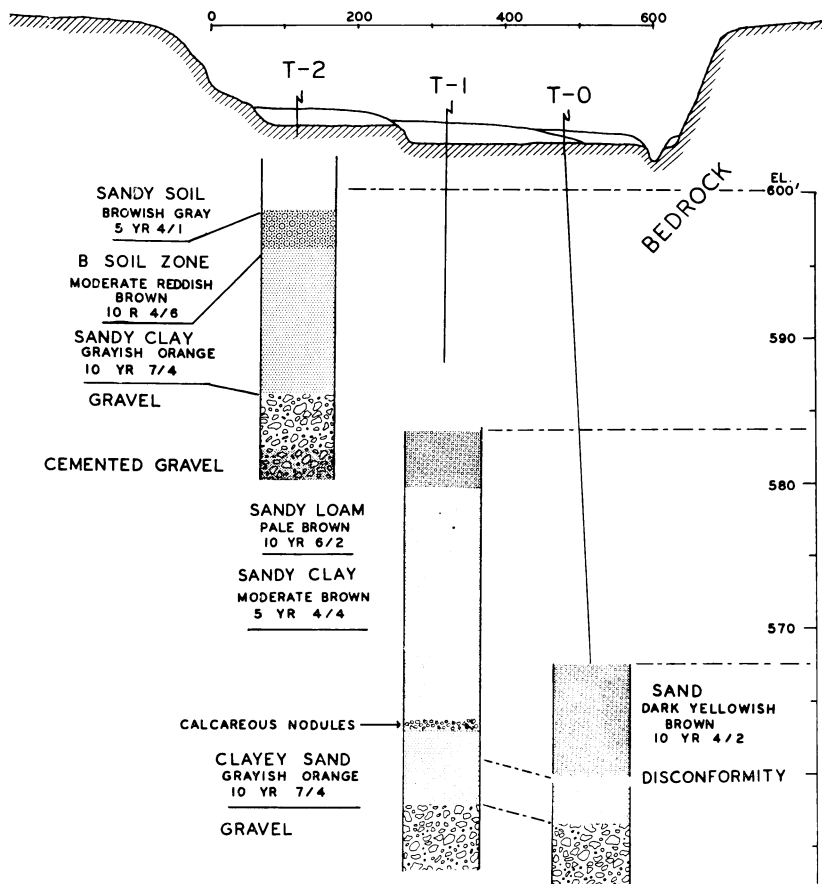 0 200 400 600
T-2
T-1
T-0
BEDROCK
EL.
600'
590
580
570
SANDY SOIL
BROWISH GRAY
5 YR 4/1
B SOIL ZONE
MODERATE REDDISH
BROWN
10 R 4/6
SANDY CLAY
GRAYISH ORANGE
10 YR 7/4
GRAVEL
CEMENTED GRAVEL
SANDY LOAM
PALE BROWN
10 YR 6/2
SANDY CLAY
MODERATE BROWN
5 YR 4/4
CALCAREOUS NODULES
CLAYEY SAND
GRAYISH ORANGE
10 YR 7/4
GRAVEL
SAND
DARK YELLOWISH
BROWN
10 YR 4/2
DISCONFORMITY